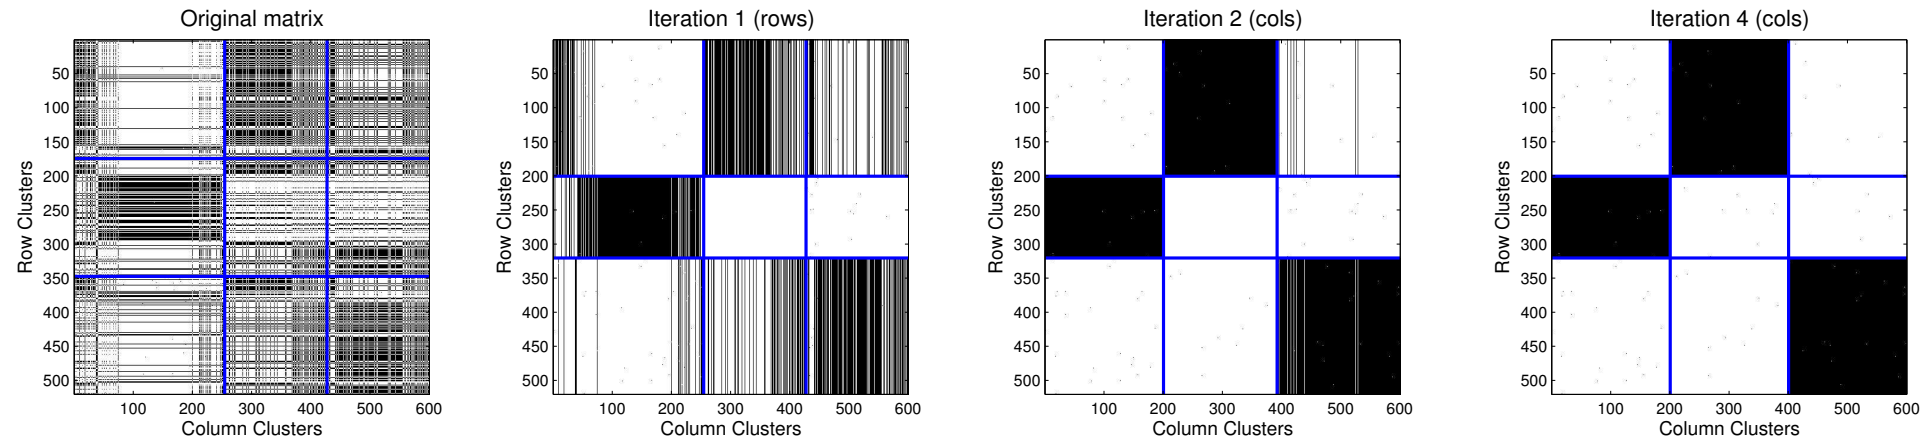 Original matrix
Row Clusters
50
100
150
200
250
300
350
400
450
500
100 200 300 400 500 600
Column Clusters
Iteration 1 (rows)
Row Clusters
50
100
150
200
250
300
350
400
450
500
100 200 300 400 500 600
Column Clusters
Iteration 2 (cols)
Row Clusters
50
100
150
200
250
300
350
400
450
500
100 200 300 400 500 600
Column Clusters
Iteration 4 (cols)
Row Clusters
50
100
150
200
250
300
350
400
450
500
100 200 300 400 500 600
Column Clusters